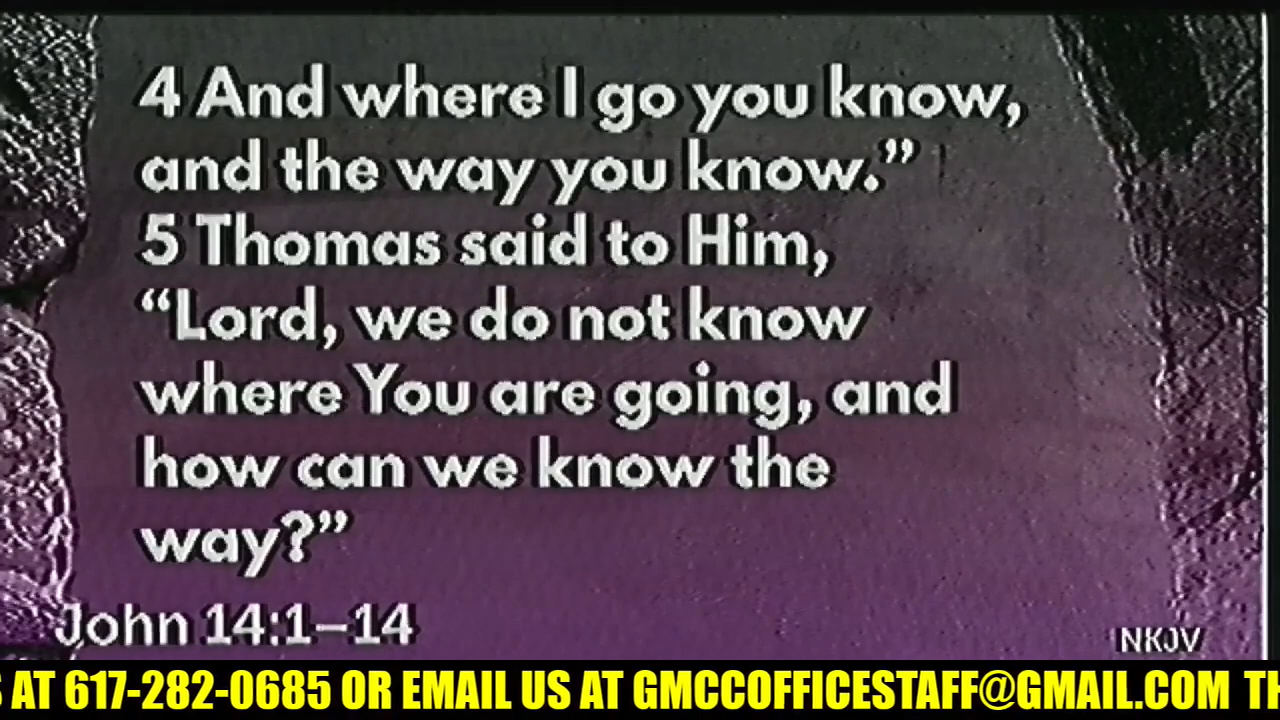 4 And where I go you know,
and the way you know.”
5 Thomas said to Him,
“Lord, we do not know
where You are going, and
how can we know the
way?”
John 14:1–14
NKJV
AT 617-282-0685 OR EMAIL US AT GMCCOFFICESTAFF@GMAIL.COM